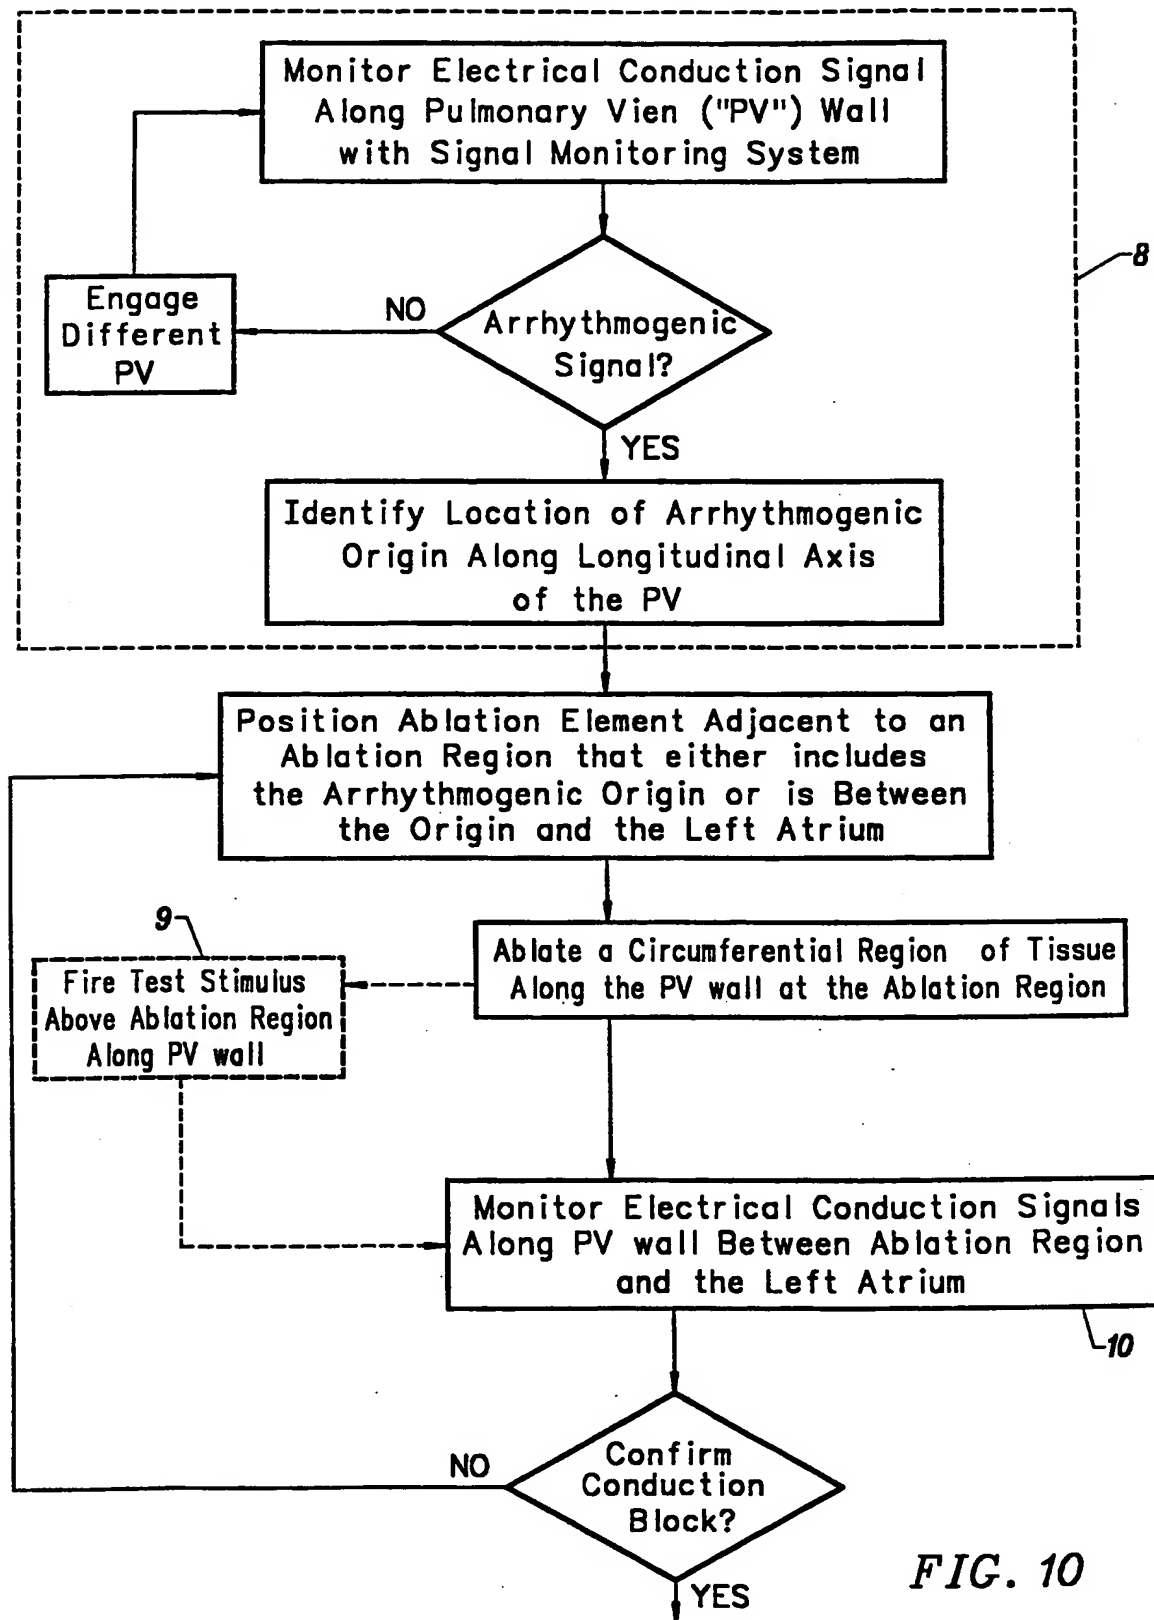 Monitor Electrical Conduction Signal
Along Pulmonary Vien ("PV") Wall
with Signal Monitoring System
8
Engage
Different
PV
NO
Arrhythmogenic
Signal?
YES
Identify Location of Arrhythmogenic
Origin Along Longitudinal Axis
of the PV
Position Ablation Element Adjacent to an
Ablation Region that either includes
the Arrhythmogenic Origin or is Between
the Origin and the Left Atrium
9
Fire Test Stimulus
Above Ablation Region
Along PV wall
Ablate a Circumferential Region of Tissue
Along the PV wall at the Ablation Region
Monitor Electrical Conduction Signals
Along PV wall Between Ablation Region
and the Left Atrium
10
NO
Confirm
Conduction
Block?
YES
FIG. 10